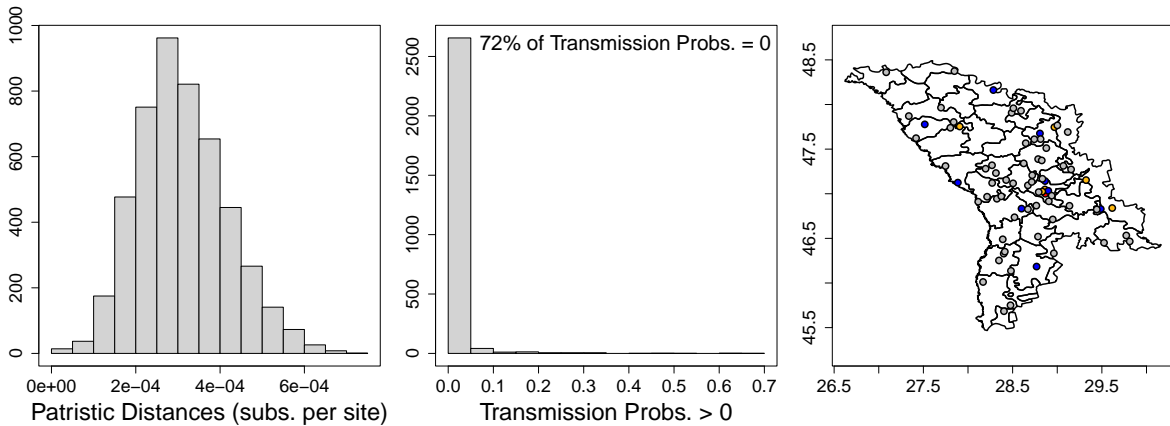 0 200 400 600 800 1000
0e+00 2e-04 4e-04 6e-04
Patristic Distances (subs. per site)
72% of Transmission Probs. = 0
0 500 1000 1500 2000 2500
0.0 0.1 0.2 0.3 0.4 0.5 0.6 0.7
Transmission Probs. > 0
45.5 46.5 47.5 48.5
26.5 27.5 28.5 29.5